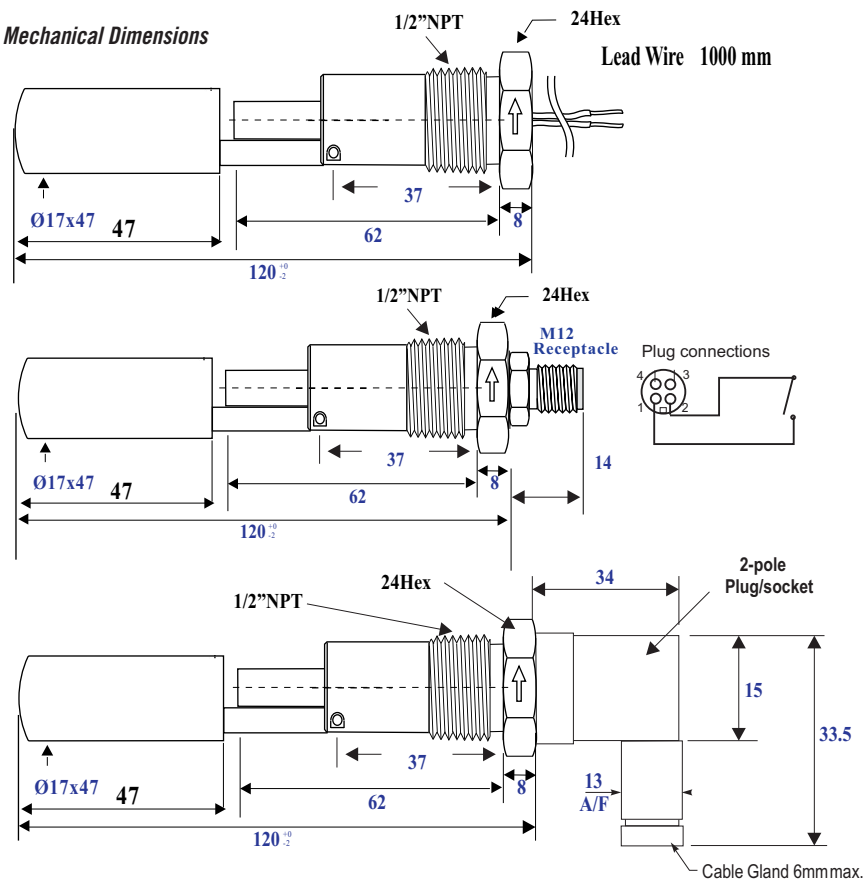 Mechanical Dimensions
1/2”NPT
24Hex
Lead Wire 1000 mm
37
Ø17x47
47
62
8
120 +0 -2
1/2”NPT
24Hex
M12
Receptacle
Plug connections
4
3
1
2
37
14
Ø17x47
47
62
8
120 +0 -2
2-pole
Plug/socket
34
24Hex
1/2”NPT
15
33.5
37
13
A/F
Ø17x47
47
62
8
120 +0 -2
Cable Gland 6mm max.